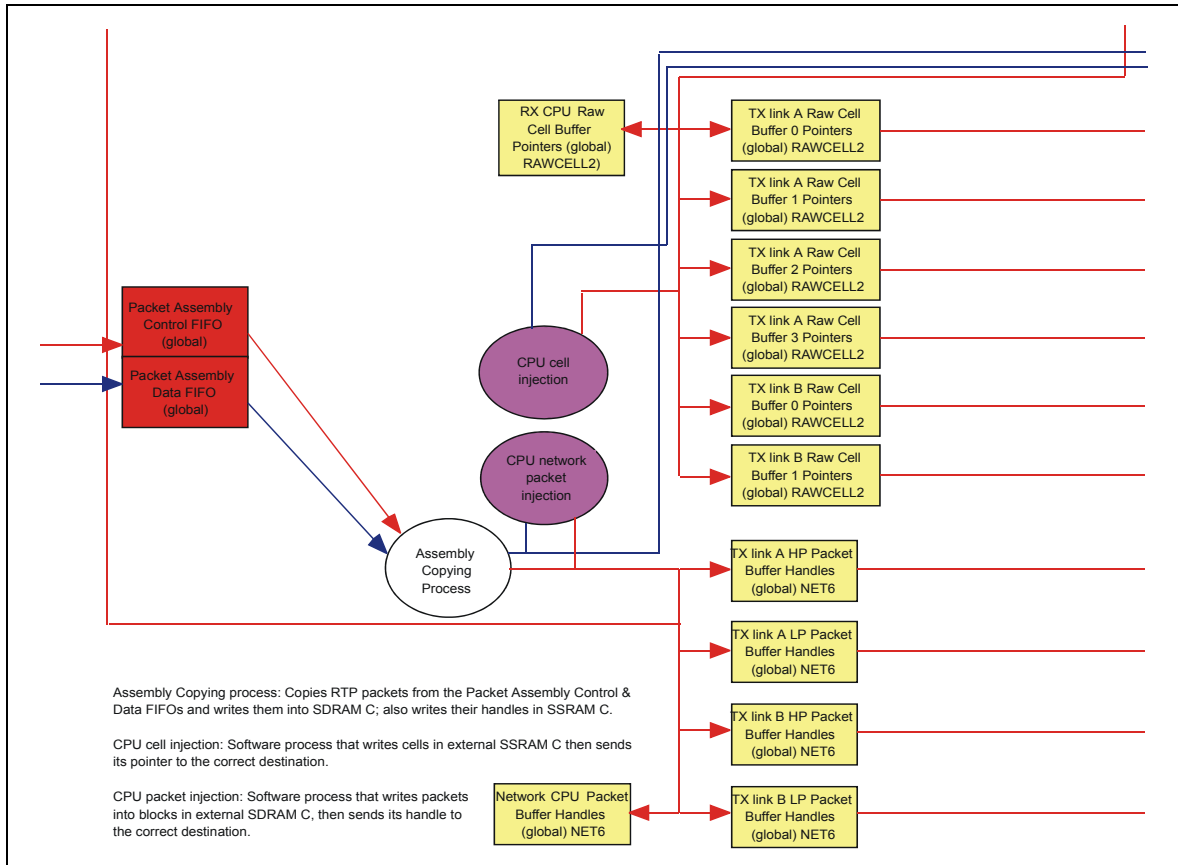 RX CPU Raw
Cell Buffer
Pointers (global)
RAWCELL2)
TX link A Raw Cell
Buffer 0 Pointers
(global) RAWCELL2
TX link A Raw Cell
Buffer 1 Pointers
(global) RAWCELL2
TX link A Raw Cell
Buffer 2 Pointers
(global) RAWCELL2
Packet Assembly
Control FIFO
(global)
Packet Assembly
Data FIFO
(global)
CPU cell
injection
TX link A Raw Cell
Buffer 3 Pointers
(global) RAWCELL2
TX link B Raw Cell
Buffer 0 Pointers
(global) RAWCELL2
CPU network
packet
injection
TX link B Raw Cell
Buffer 1 Pointers
(global) RAWCELL2
Assembly
Copying
Process
TX link A HP Packet
Buffer Handles
(global) NET6
TX link A LP Packet
Buffer Handles
(global) NET6
Assembly Copying process: Copies RTP packets from the Packet Assembly Control &
Data FIFOs and writes them into SDRAM C; also writes their handles in SSRAM C.
CPU cell injection: Software process that writes cells in external SSRAM C then sends
its pointer to the correct destination.
CPU packet injection: Software process that writes packets
into blocks in external SDRAM C, then sends its handle to
the correct destination.
TX link B HP Packet
Buffer Handles
(global) NET6
Network CPU Packet
Buffer Handles
(global) NET6
TX link B LP Packet
Buffer Handles
(global) NET6